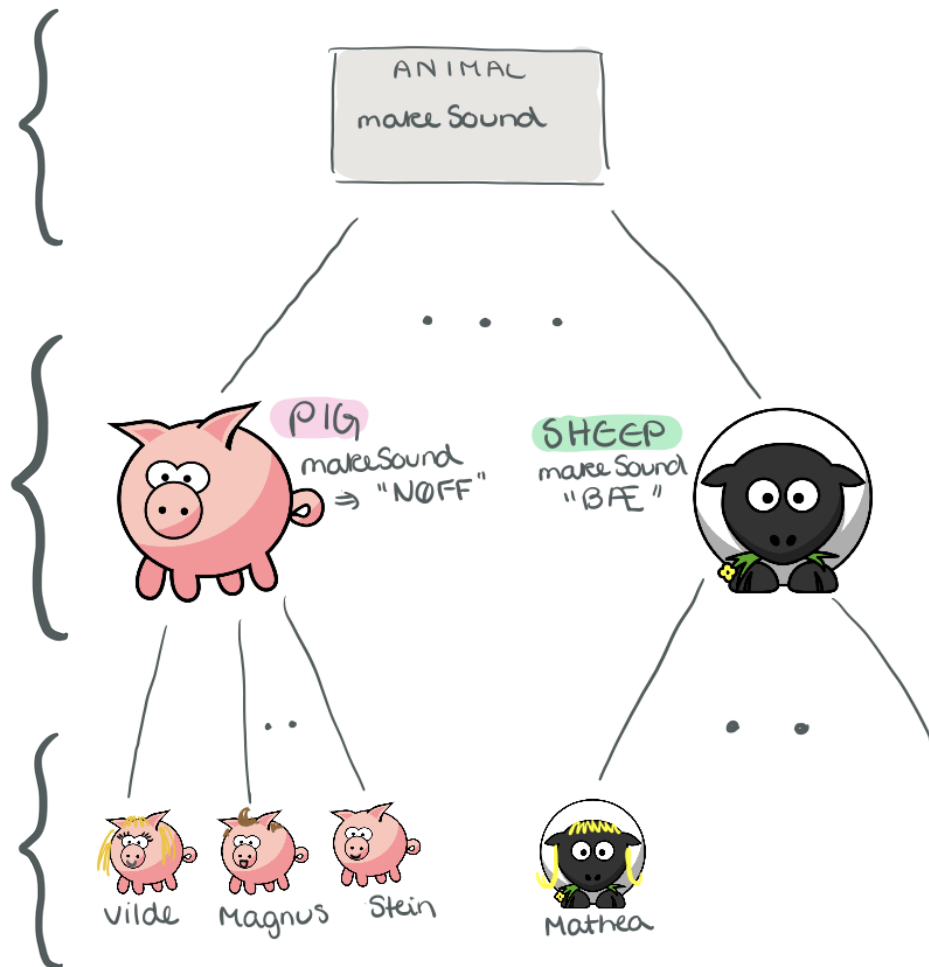 ANIMAL
makeSound
PIG
makeSound
⇒ "NØFF"
SHEEP
makeSound
"BÆ"
Vilde
Magnus
Stein
Mathea